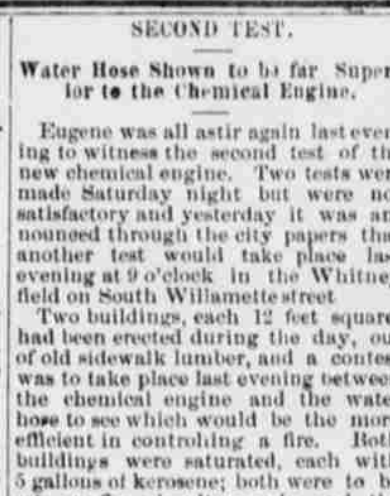 SECOND TEST.
Water Hose Shown to be far Super
ior to the Chemical Engine.
Eugene was all astir again last even
ing to witness the second test of th
new chemical engine. Two tests wer
made Saturday night but were no
satisfactory and yesterday it was an
nounced through the city papers tha
another test would take place las
evening at 9 o'clock in the Whitne
field on South Willamette street
Two buildings, each 12 feet square
had been erected during the day, ou
of old sidewalk lumber, and a contes
was to take place last evening betwee
the chemical engine and the wate
hose to see which would be the mor
efficient in controling a fire. Both
buildings were saturated, each wit
5 gallons of kerosene; both were to b